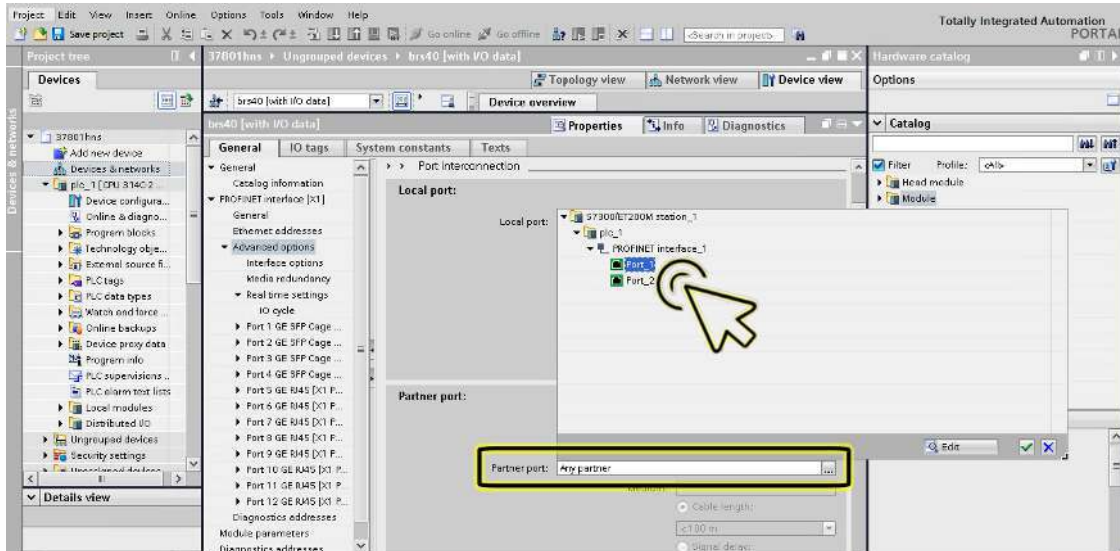 Project Edit View Insert Online Options Tools Window Help
Totally Integrated Automation
PORTAL
Save project
Go online
Go offline
<Search in project>
Project tree
37801hns ▸ Ungrouped devices ▸ brs40 [with I/O data]
Hardware catalog
Devices
Topology view
Network view
Device view
Options
brs40 [with I/O data]
Device overview
Devices & networks
brs40 [with I/O data]
Properties
Info
Diagnostics
Catalog
General
IO tags
System constants
Texts
37801hns
Add new device
Devices & networks
plc_1 [CPU 314C-2 ...
Device configura...
Online & diagno...
Program blocks
Technology obje...
External source fi...
PLC tags
PLC data types
Watch and force ...
Online backups
Device proxy data
Program info
PLC supervisions ...
PLC alarm text lists
Local modules
Distributed I/O
Ungrouped devices
Security settings
Details view
General
Catalog information
PROFINET interface [X1]
General
Ethernet addresses
Advanced options
Interface options
Media redundancy
Real time settings
IO cycle
Port 1 GE SFP Cage ...
Port 2 GE SFP Cage ...
Port 3 GE SFP Cage ...
Port 4 GE SFP Cage ...
Port 5 GE RJ45 [X1 P...
Port 6 GE RJ45 [X1 P...
Port 7 GE RJ45 [X1 P...
Port 8 GE RJ45 [X1 P...
Port 9 GE RJ45 [X1 P...
Port 10 GE RJ45 [X1 P...
Port 11 GE RJ45 [X1 P...
Port 12 GE RJ45 [X1 P...
Diagnostics addresses
Module parameters
Diagnostics addresses
Port interconnection
Local port:
Local port:
S7300/ET200M station_1
plc_1
PROFINET interface_1
Port_1
Port_2
Edit
Partner port:
Partner port: Any partner ...
Cable length:
<100 m
Signal delay:
Filter
Profile:
<All>
Head module
Module